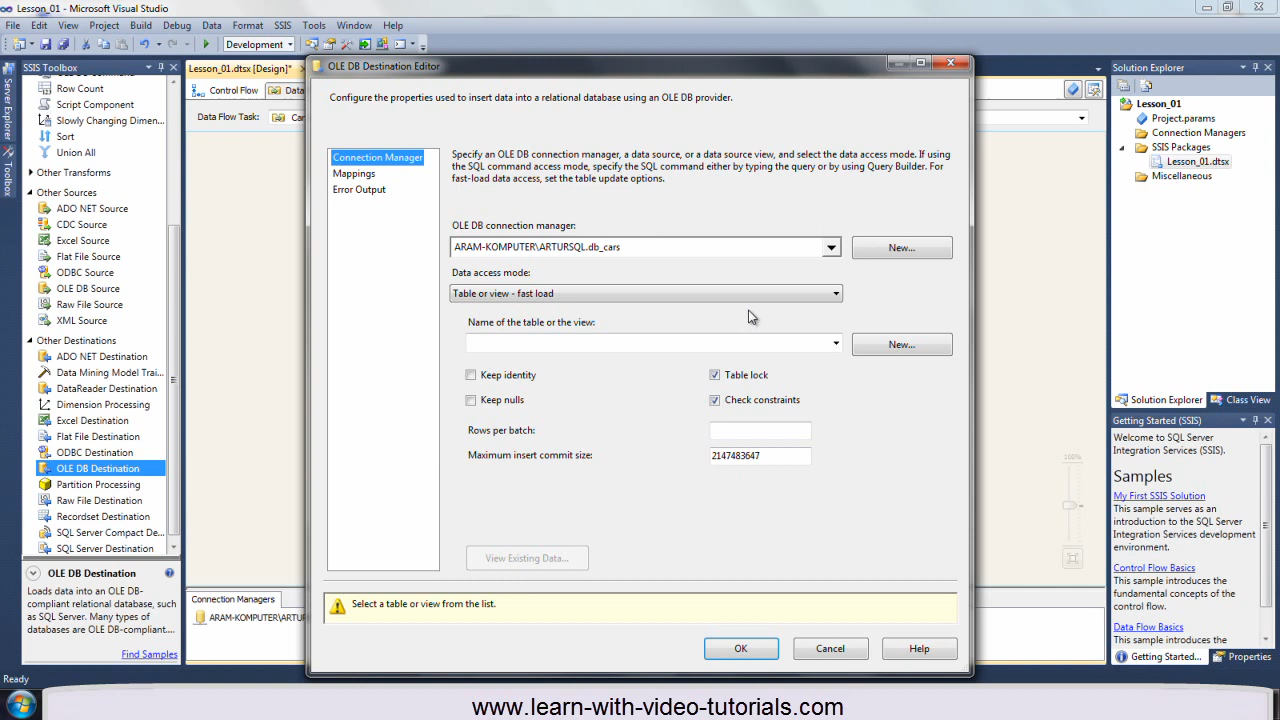 Lesson_01 - Microsoft Visual Studio
File Edit View Project Build Debug Data Format SSIS Tools Window Help
Development
Server Explorer
Toolbox
SSIS Toolbox
Row Count
Script Component
Slowly Changing Dimen...
Sort
Union All
Other Transforms
Other Sources
ADO NET Source
CDC Source
Excel Source
Flat File Source
ODBC Source
OLE DB Source
Raw File Source
XML Source
Other Destinations
ADO NET Destination
Data Mining Model Trai...
DataReader Destination
Dimension Processing
Excel Destination
Flat File Destination
ODBC Destination
OLE DB Destination
Partition Processing
Raw File Destination
Recordset Destination
SQL Server Compact De...
SQL Server Destination
OLE DB Destination
Loads data into an OLE DB-
compliant relational database, such
as SQL Server. Many types of
databases are OLE DB-compliant....
Find Samples
Lesson_01.dtsx [Design]*
Control Flow
Data
Data Flow Task:
Car
Connection Managers
ARAM-KOMPUTER\ARTUR
OLE DB Destination Editor
Configure the properties used to insert data into a relational database using an OLE DB provider.
Connection Manager
Mappings
Error Output
Specify an OLE DB connection manager, a data source, or a data source view, and select the data access mode. If using
the SQL command access mode, specify the SQL command either by typing the query or by using Query Builder. For
fast-load data access, set the table update options.
OLE DB connection manager:
ARAM-KOMPUTER\ARTURSQL.db_cars
New...
Data access mode:
Table or view - fast load
Name of the table or the view:
New...
Keep identity
Table lock
Keep nulls
Check constraints
Rows per batch:
Maximum insert commit size:
2147483647
View Existing Data...
Select a table or view from the list.
OK Cancel Help
100%
Solution Explorer
Lesson_01
Project.params
Connection Managers
SSIS Packages
Lesson_01.dtsx
Miscellaneous
Solution Explorer
Class View
Getting Started (SSIS)
Welcome to SQL Server
Integration Services (SSIS).
Samples
My First SSIS Solution
This sample serves as an
introduction to the SQL Server
Integration Services development
environment.
Control Flow Basics
This sample introduces the
fundamental concepts of the
control flow.
Data Flow Basics
This sample introduces the
Getting Started...
Properties
Ready
www.learn-with-video-tutorials.com